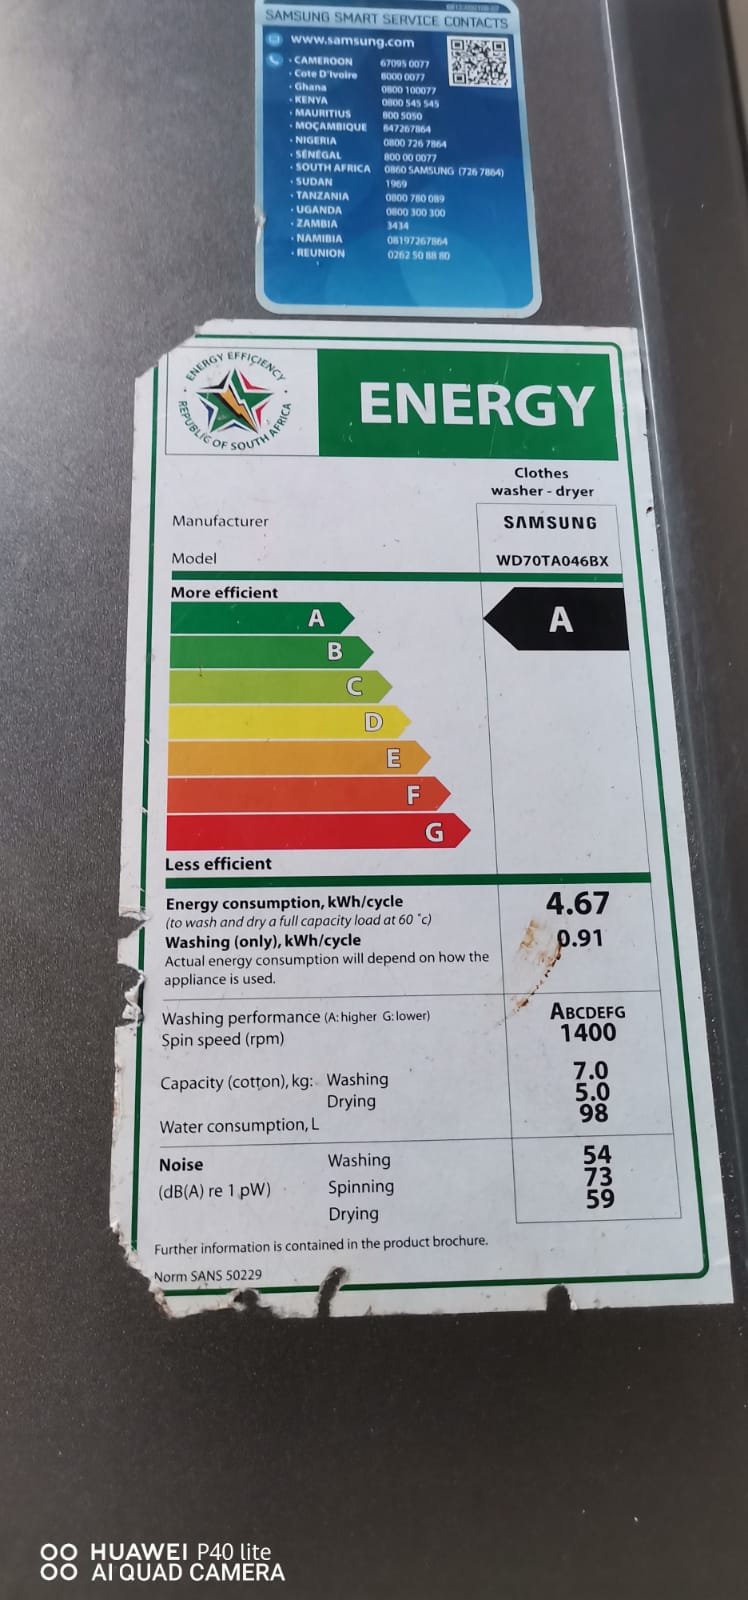 SAMSUNG SMART SERVICE CONTACTS
www.samsung.com
· CAMEROON 67095 0077
· Cote D'Ivoire 8000 0077
· Ghana 0800 100077
· KENYA 0800 545 545
· MAURITIUS 800 5050
· MOÇAMBIQUE 847267864
· NIGERIA 0800 726 7864
· SÉNÉGAL 800 00 0077
· SOUTH AFRICA 0860 SAMSUNG (726 7864)
· SUDAN 1969
· TANZANIA 0800 780 089
· UGANDA 0800 300 300
· ZAMBIA 3434
· NAMIBIA 08197267864
· REUNION 0262 50 88 80
· ENERGY EFFICIENCY ·
REPUBLIC OF SOUTH AFRICA
ENERGY
Clothes
washer - dryer
Manufacturer SAMSUNG
Model WD70TA046BX
More efficient
A A
B
C
D
E
F
G
Less efficient
Energy consumption, kWh/cycle 4.67
(to wash and dry a full capacity load at 60 °c)
Washing (only), kWh/cycle 0.91
Actual energy consumption will depend on how the
appliance is used.
Washing performance (A: higher G: lower) ABCDEFG
Spin speed (rpm) 1400
Capacity (cotton), kg: Washing 7.0
Drying 5.0
Water consumption, L 98
Noise Washing 54
(dB(A) re 1 pW) Spinning 73
Drying 59
Further information is contained in the product brochure.
Norm SANS 50229
HUAWEI P40 lite
AI QUAD CAMERA